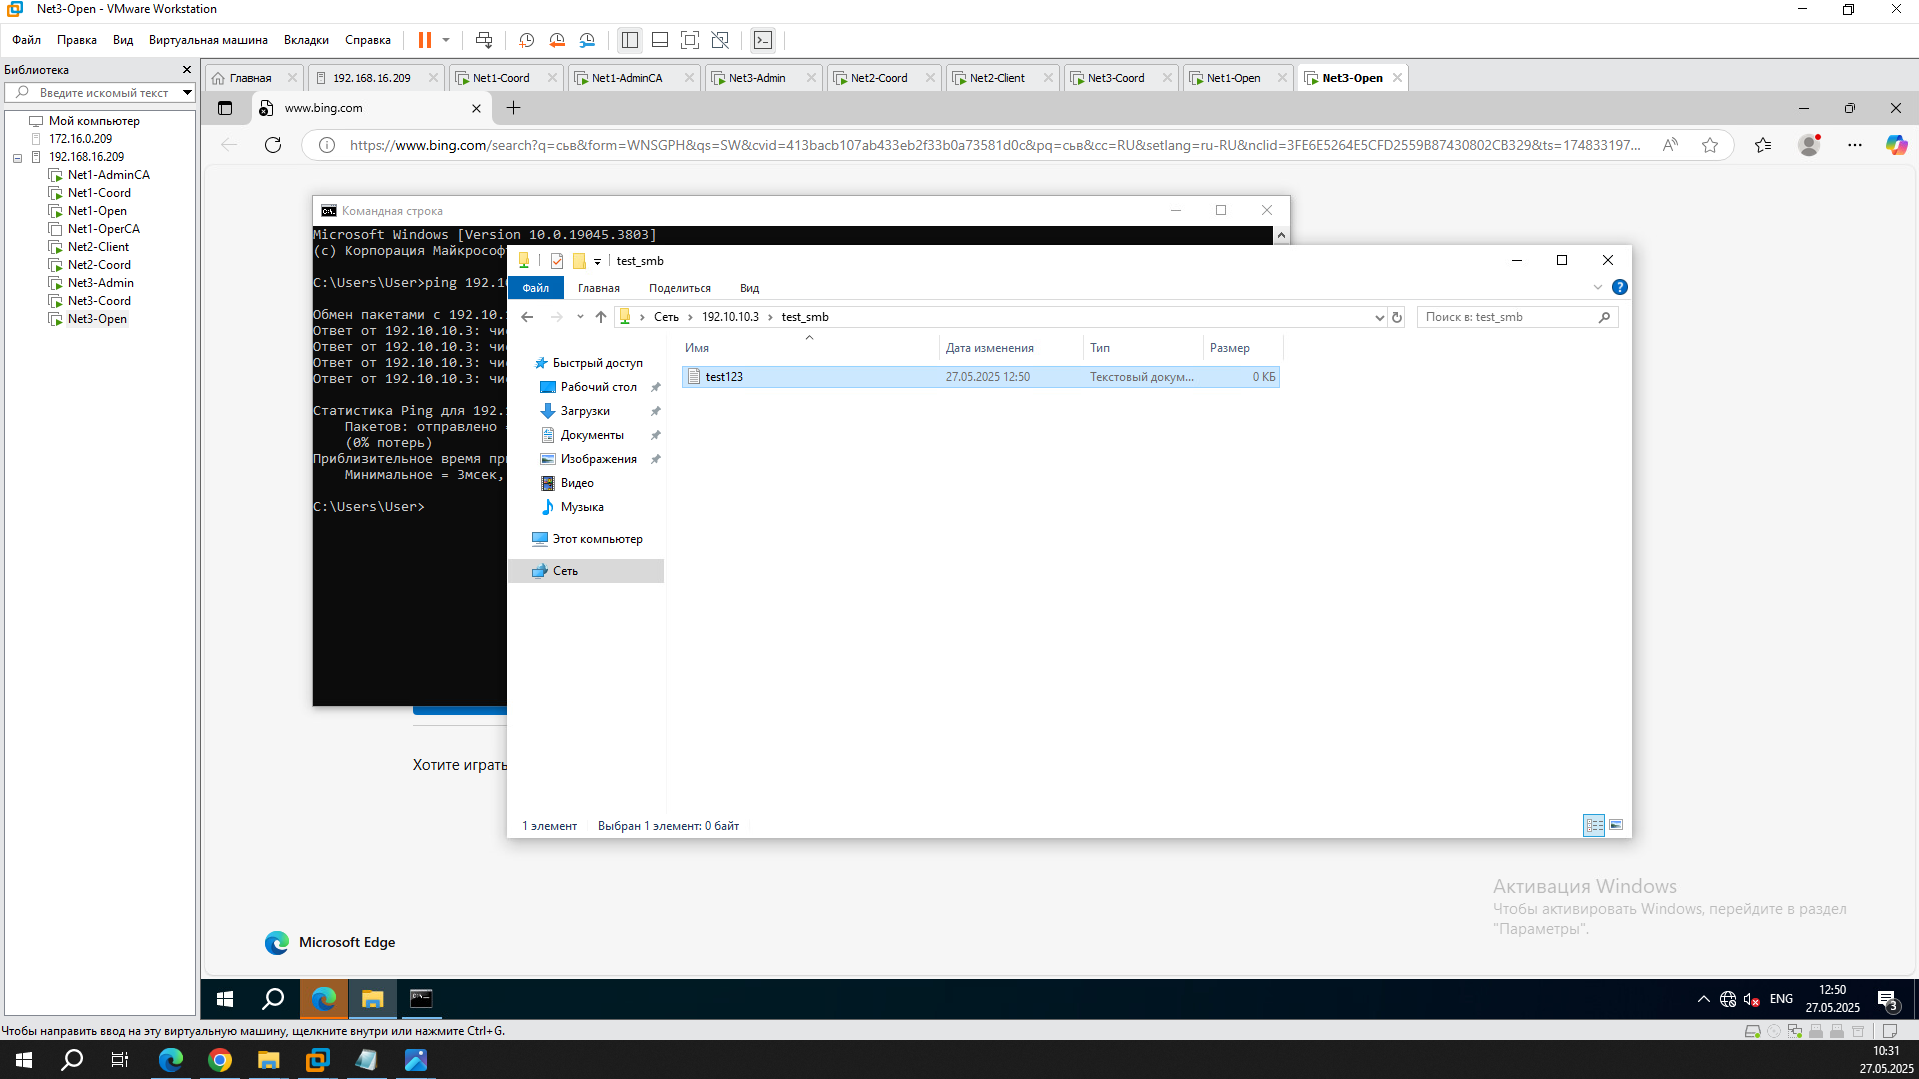 Net3-Open - VMware Workstation
Файл Правка Вид Виртуальная машина Вкладки Справка
Библиотека
Введите искомый текст
Мой компьютер
172.16.0.209
192.168.16.209
Net1-AdminCA
Net1-Coord
Net1-Open
Net1-OperCA
Net2-Client
Net2-Coord
Net3-Admin
Net3-Coord
Net3-Open
Главная 192.168.16.209 Net1-Coord Net1-AdminCA Net3-Admin Net2-Coord Net2-Client Net3-Coord Net1-Open Net3-Open
www.bing.com
https://www.bing.com/search?q=сьв&form=WNSGPH&qs=SW&cvid=413bacb107ab433eb2f33b0a73581d0c&pq=сьв&cc=RU&setlang=ru-RU&nclid=3FE6E5264E5CFD2559B87430802CB329&ts=174833197...
Командная строка
Microsoft Windows [Version 10.0.19045.3803]
(c) Корпорация Майкрософт
C:\Users\User>ping 192.10
Обмен пакетами с 192.10.
Ответ от 192.10.10.3: чис
Ответ от 192.10.10.3: чис
Ответ от 192.10.10.3: чис
Ответ от 192.10.10.3: чис
Статистика Ping для 192.
Пакетов: отправлено =
(0% потерь)
Приблизительное время при
Минимальное = 3мсек,
C:\Users\User>
test_smb
Файл Главная Поделиться Вид
Сеть 192.10.10.3 test_smb
Поиск в: test_smb
Имя Дата изменения Тип Размер
test123 27.05.2025 12:50 Текстовый докум... 0 КБ
Быстрый доступ
Рабочий стол
Загрузки
Документы
Изображения
Видео
Музыка
Этот компьютер
Сеть
1 элемент Выбран 1 элемент: 0 байт
Хотите играть
Активация Windows
Чтобы активировать Windows, перейдите в раздел
"Параметры".
Microsoft Edge
ENG
12:50
27.05.2025
3
Чтобы направить ввод на эту виртуальную машину, щелкните внутри или нажмите Ctrl+G.
10:31
27.05.2025